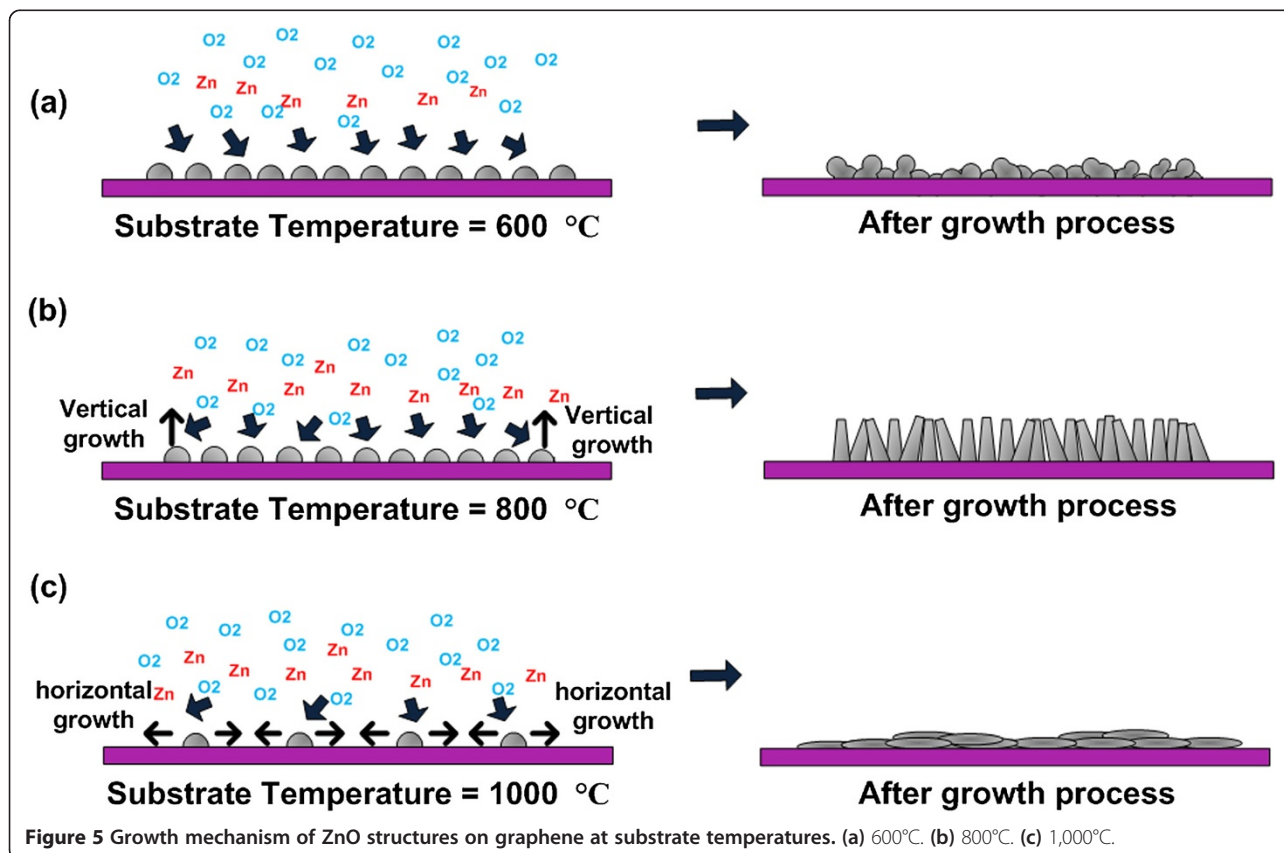 (a)
O2 O2 O2 O2 O2 O2 O2 O2 O2 O2
O2 Zn Zn Zn Zn Zn Zn O2
O2 O2 O2
Substrate Temperature = 600 °C
After growth process
(b)
O2 O2 O2 O2 O2 O2 O2 O2 O2
Zn Zn Zn Zn Zn Zn Zn Zn Zn
O2 O2 O2 O2 O2
Vertical
growth
Vertical
growth
Substrate Temperature = 800 °C
After growth process
(c)
O2 O2 O2 O2 O2 O2 O2 O2 O2
O2 Zn Zn Zn Zn Zn Zn Zn Zn
Zn O2 O2 O2 O2
horizontal
growth
horizontal
growth
Substrate Temperature = 1000 °C
After growth process
Figure 5 Growth mechanism of ZnO structures on graphene at substrate temperatures. (a) 600°C. (b) 800°C. (c) 1,000°C.